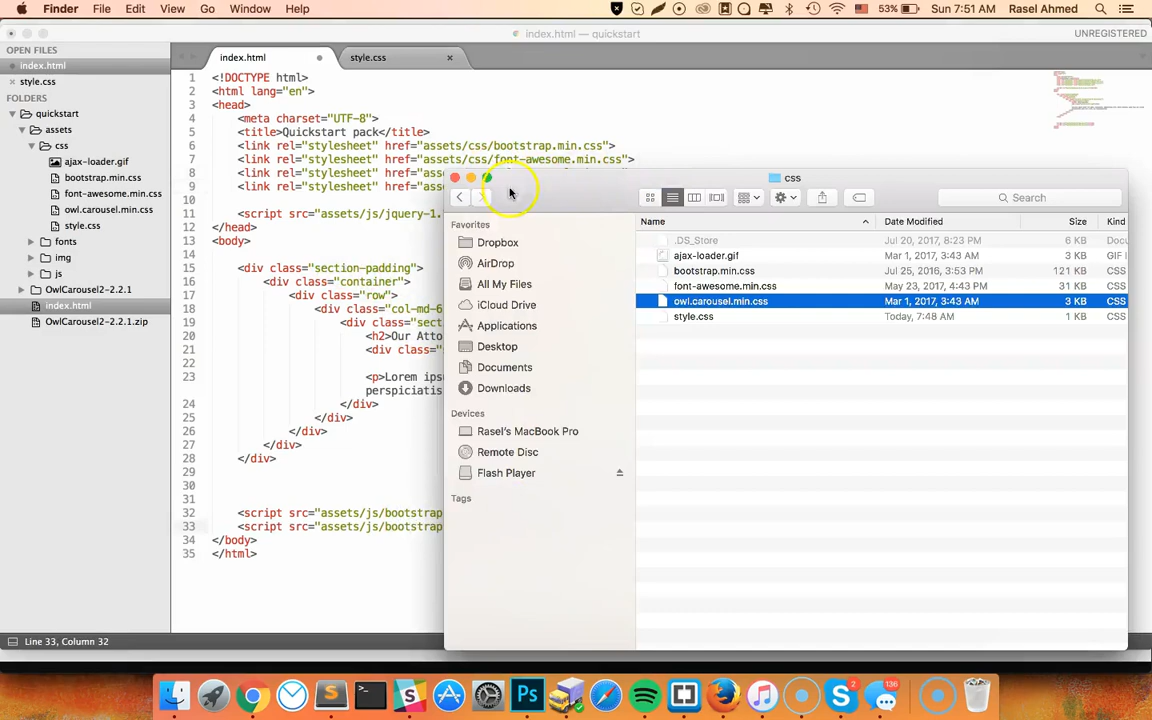 Finder File Edit View Go Window Help 53% Sun 7:51 AM Rasel Ahmed
index.html — quickstart UNREGISTERED
OPEN FILES
index.html
style.css
FOLDERS
quickstart
assets
css
ajax-loader.gif
bootstrap.min.css
font-awesome.min.css
owl.carousel.min.css
style.css
fonts
img
js
OwlCarousel2-2.2.1
index.html
OwlCarousel2-2.2.1.zip
index.html style.css
1 <!DOCTYPE html>
2 <html lang="en">
3 <head>
4 <meta charset="UTF-8">
5 <title>Quickstart pack</title>
6 <link rel="stylesheet" href="assets/css/bootstrap.min.css">
7 <link rel="stylesheet" href="assets/css/font-awesome.min.css">
8 <link rel="stylesheet" href="assets
9 <link rel="stylesheet" href="asse
10
11 <script src="assets/js/jquery-1.
12 </head>
13 <body>
14
15 <div class="section-padding">
16 <div class="container">
17 <div class="row">
18 <div class="col-md-6
19 <div class="sect
20 <h2>Our Atto
21 <div class="
22
23 <p>Lorem ipsu
perspiciatis
24 </div>
25 </div>
26 </div>
27 </div>
28 </div>
29
30
31
32 <script src="assets/js/bootstrap
33 <script src="assets/js/bootstrap
34 </body>
35 </html>
Line 33, Column 32
css
Search
Favorites
Dropbox
AirDrop
All My Files
iCloud Drive
Applications
Desktop
Documents
Downloads
Devices
Rasel's MacBook Pro
Remote Disc
Flash Player
Tags
Name Date Modified Size Kind
.DS_Store Jul 20, 2017, 8:23 PM 6 KB Docu
ajax-loader.gif Mar 1, 2017, 3:43 AM 3 KB GIF I
bootstrap.min.css Jul 25, 2016, 3:53 PM 121 KB CSS
font-awesome.min.css May 23, 2017, 4:43 PM 31 KB CSS
owl.carousel.min.css Mar 1, 2017, 3:43 AM 3 KB CSS
style.css Today, 7:48 AM 1 KB CSS
S >_ Ps S 2 136